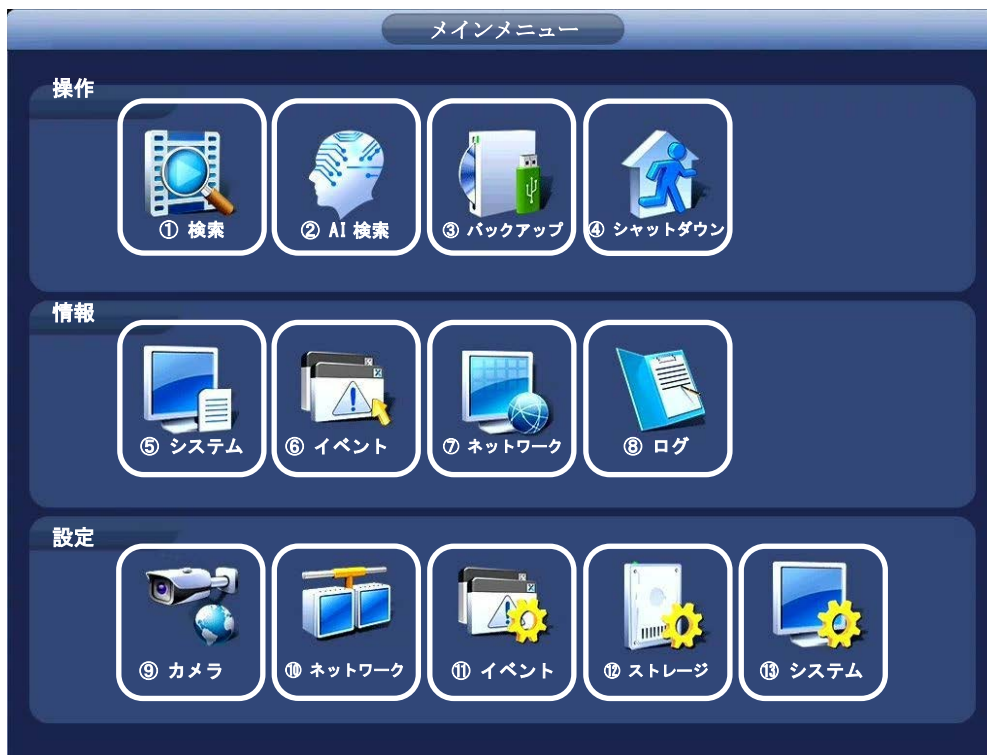 メインメニュー
操作
① 検索
② AI 検索
③ バックアップ
④ シャットダウン
情報
⑤ システム
⑥ イベント
⑦ ネットワーク
⑧ ログ
設定
⑨ カメラ
⑩ ネットワーク
⑪ イベント
⑫ ストレージ
⑬ システム